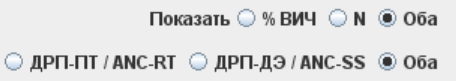 Показать % ВИЧ N Оба
ДРП-ПТ / ANC-RT ДРП-ДЭ / ANC-SS Оба